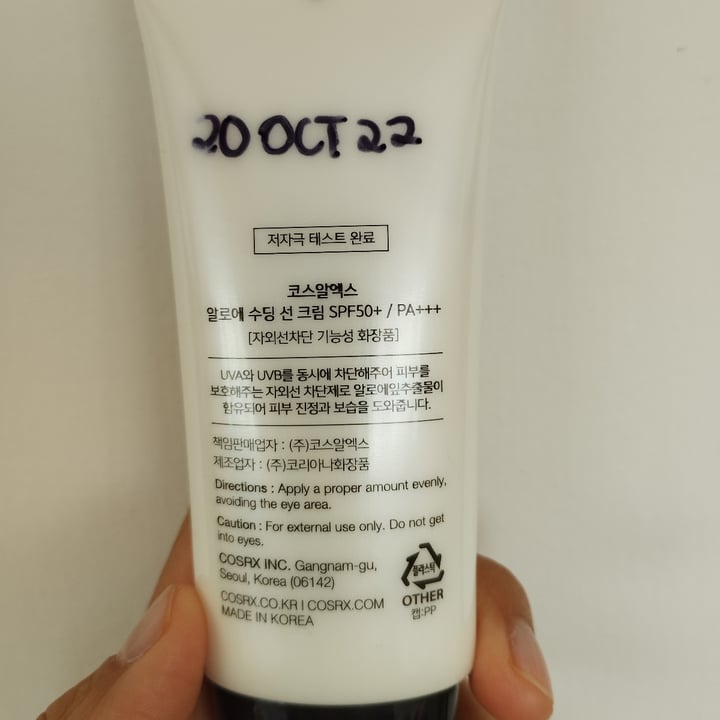 20 OCT 22
저자극 테스트 완료
코스알엑스
알로에 수딩 선 크림 SPF50+ / PA+++
[자외선차단 기능성 화장품]
UVA와 UVB를 동시에 차단해주어 피부를
보호해주는 자외선 차단제로 알로에잎추출물이
함유되어 피부 진정과 보습을 도와줍니다.
책임판매업자 : (주)코스알엑스
제조업자 : (주)코리아나화장품
Directions : Apply a proper amount evenly,
avoiding the eye area.
Caution : For external use only. Do not get
into eyes.
COSRX INC. Gangnam-gu,
Seoul, Korea (06142)
COSRX.CO.KR I COSRX.COM
MADE IN KOREA
플라스틱
OTHER
캡:PP